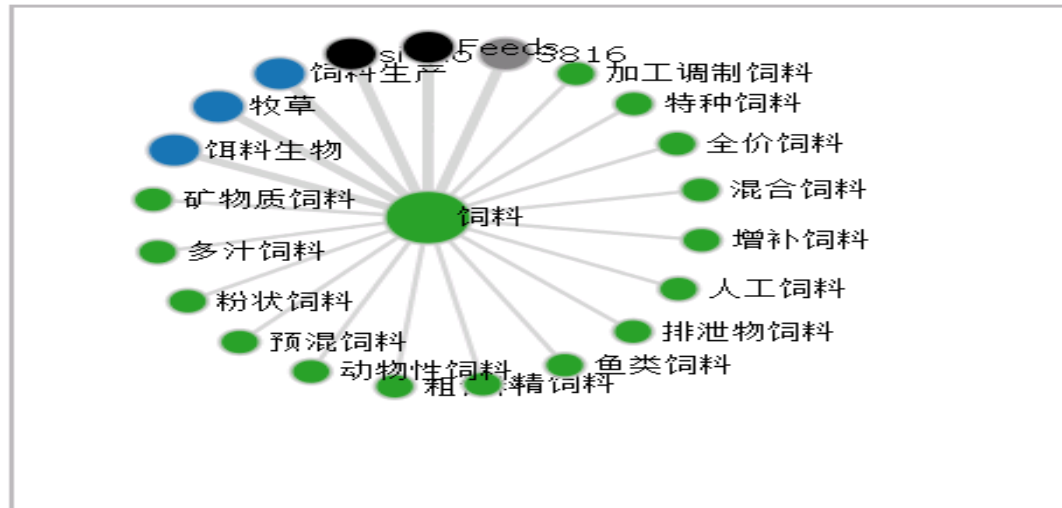 Feeds
饲料生产
加工调制饲料
牧草
特种饲料
饵料生物
全价饲料
矿物质饲料
混合饲料
饲料
多汁饲料
增补饲料
粉状饲料
人工饲料
预混饲料
排泄物饲料
动物性饲料
鱼类饲料
精饲料